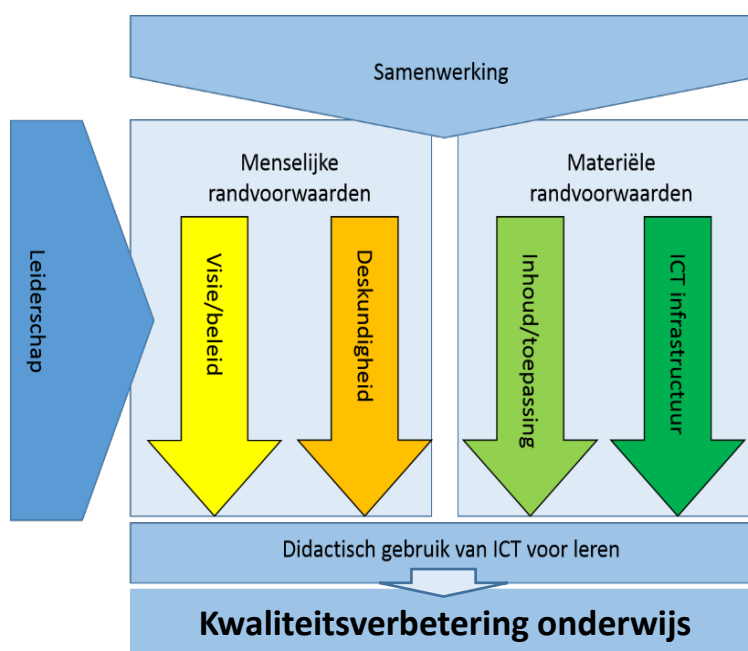 Samenwerking
Leiderschap
Menselijke
randvoorwaarden
Visie/beleid
Deskundigheid
Materiële
randvoorwaarden
Inhoud/toepassing
ICT infrastructuur
Didactisch gebruik van ICT voor leren
Kwaliteitsverbetering onderwijs